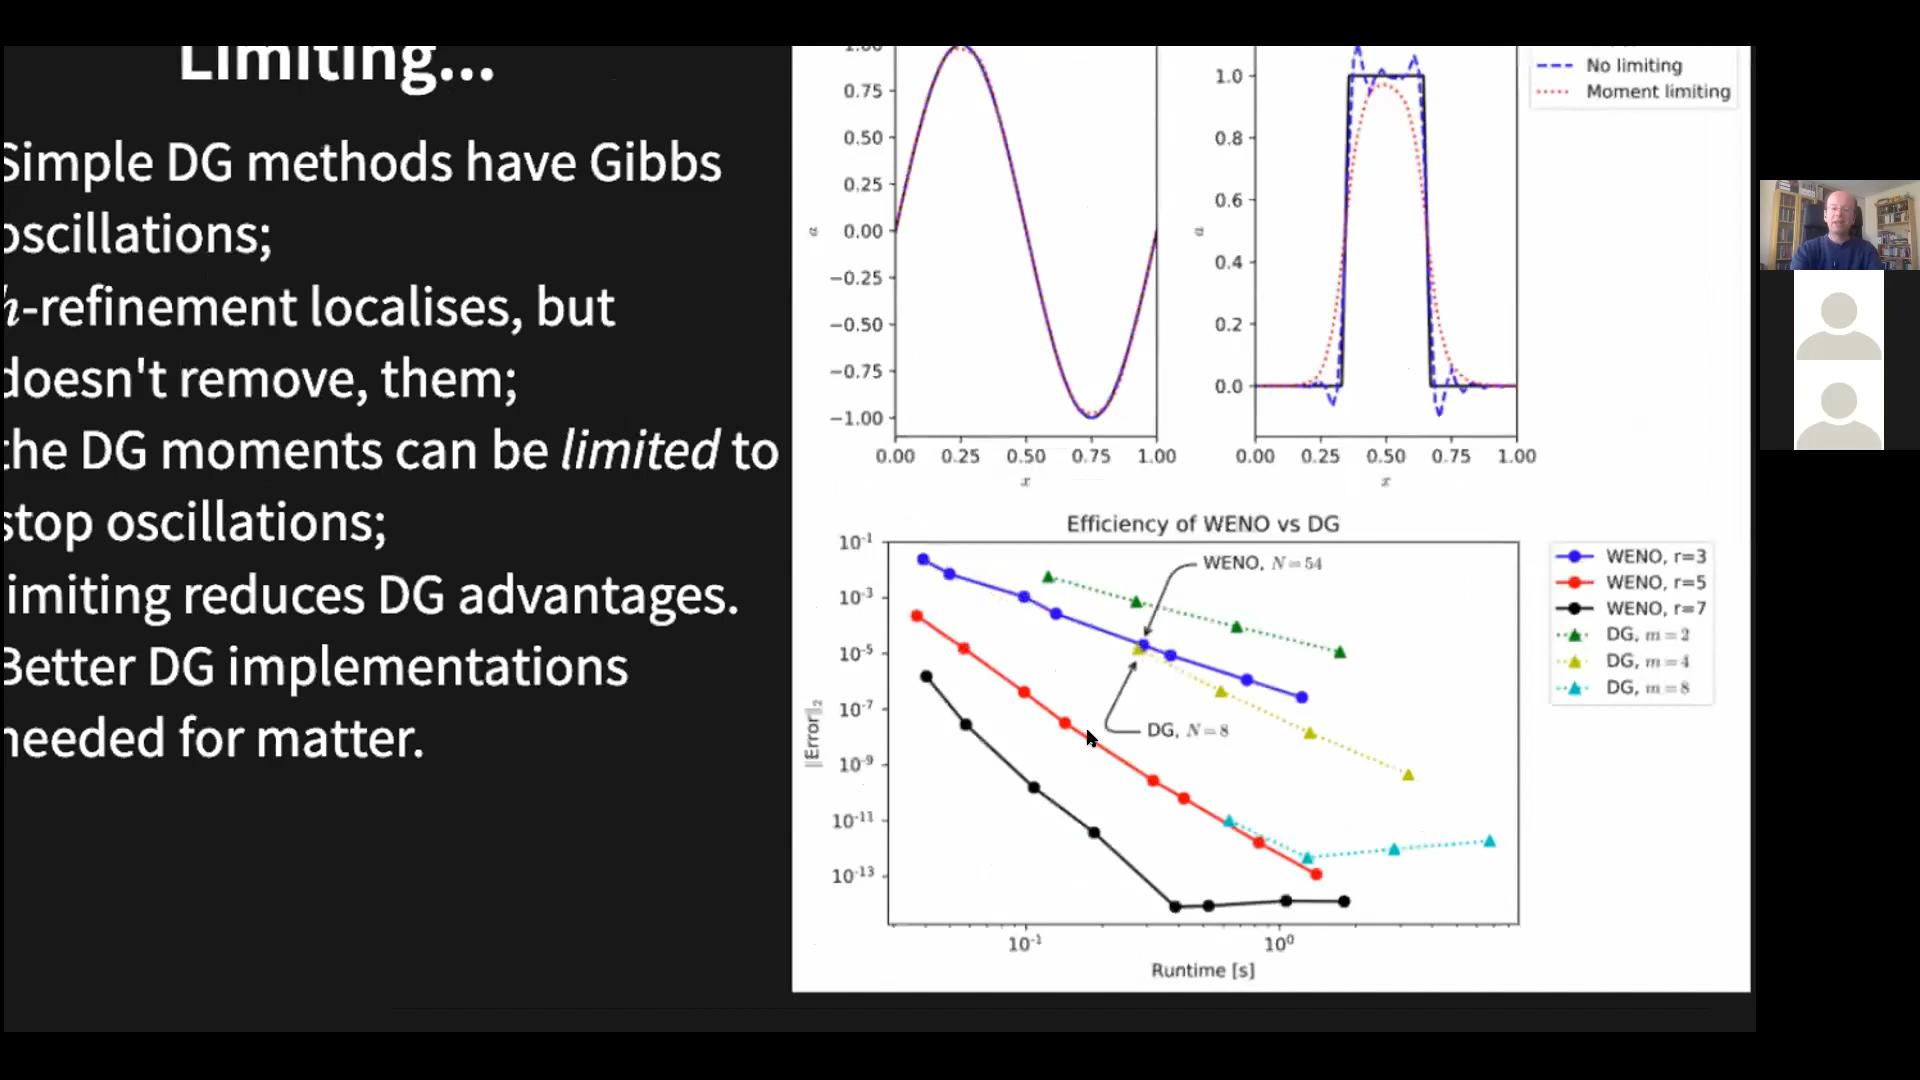 Limiting...
Simple DG methods have Gibbs
oscillations;
h-refinement localises, but
doesn't remove, them;
the DG moments can be limited to
stop oscillations;
limiting reduces DG advantages.
Better DG implementations
needed for matter.
1.00
0.75
0.50
0.25
0.00
−0.25
−0.50
−0.75
−1.00
a
0.00 0.25 0.50 0.75 1.00
x
1.0
0.8
0.6
0.4
0.2
0.0
a
0.00 0.25 0.50 0.75 1.00
x
No limiting
Moment limiting
Efficiency of WENO vs DG
10⁻¹
10⁻³
10⁻⁵
10⁻⁷
10⁻⁹
10⁻¹¹
10⁻¹³
‖Error‖₂
WENO, N=54
DG, N=8
10⁻¹ 10⁰
Runtime [s]
WENO, r=3
WENO, r=5
WENO, r=7
DG, m=2
DG, m=4
DG, m=8